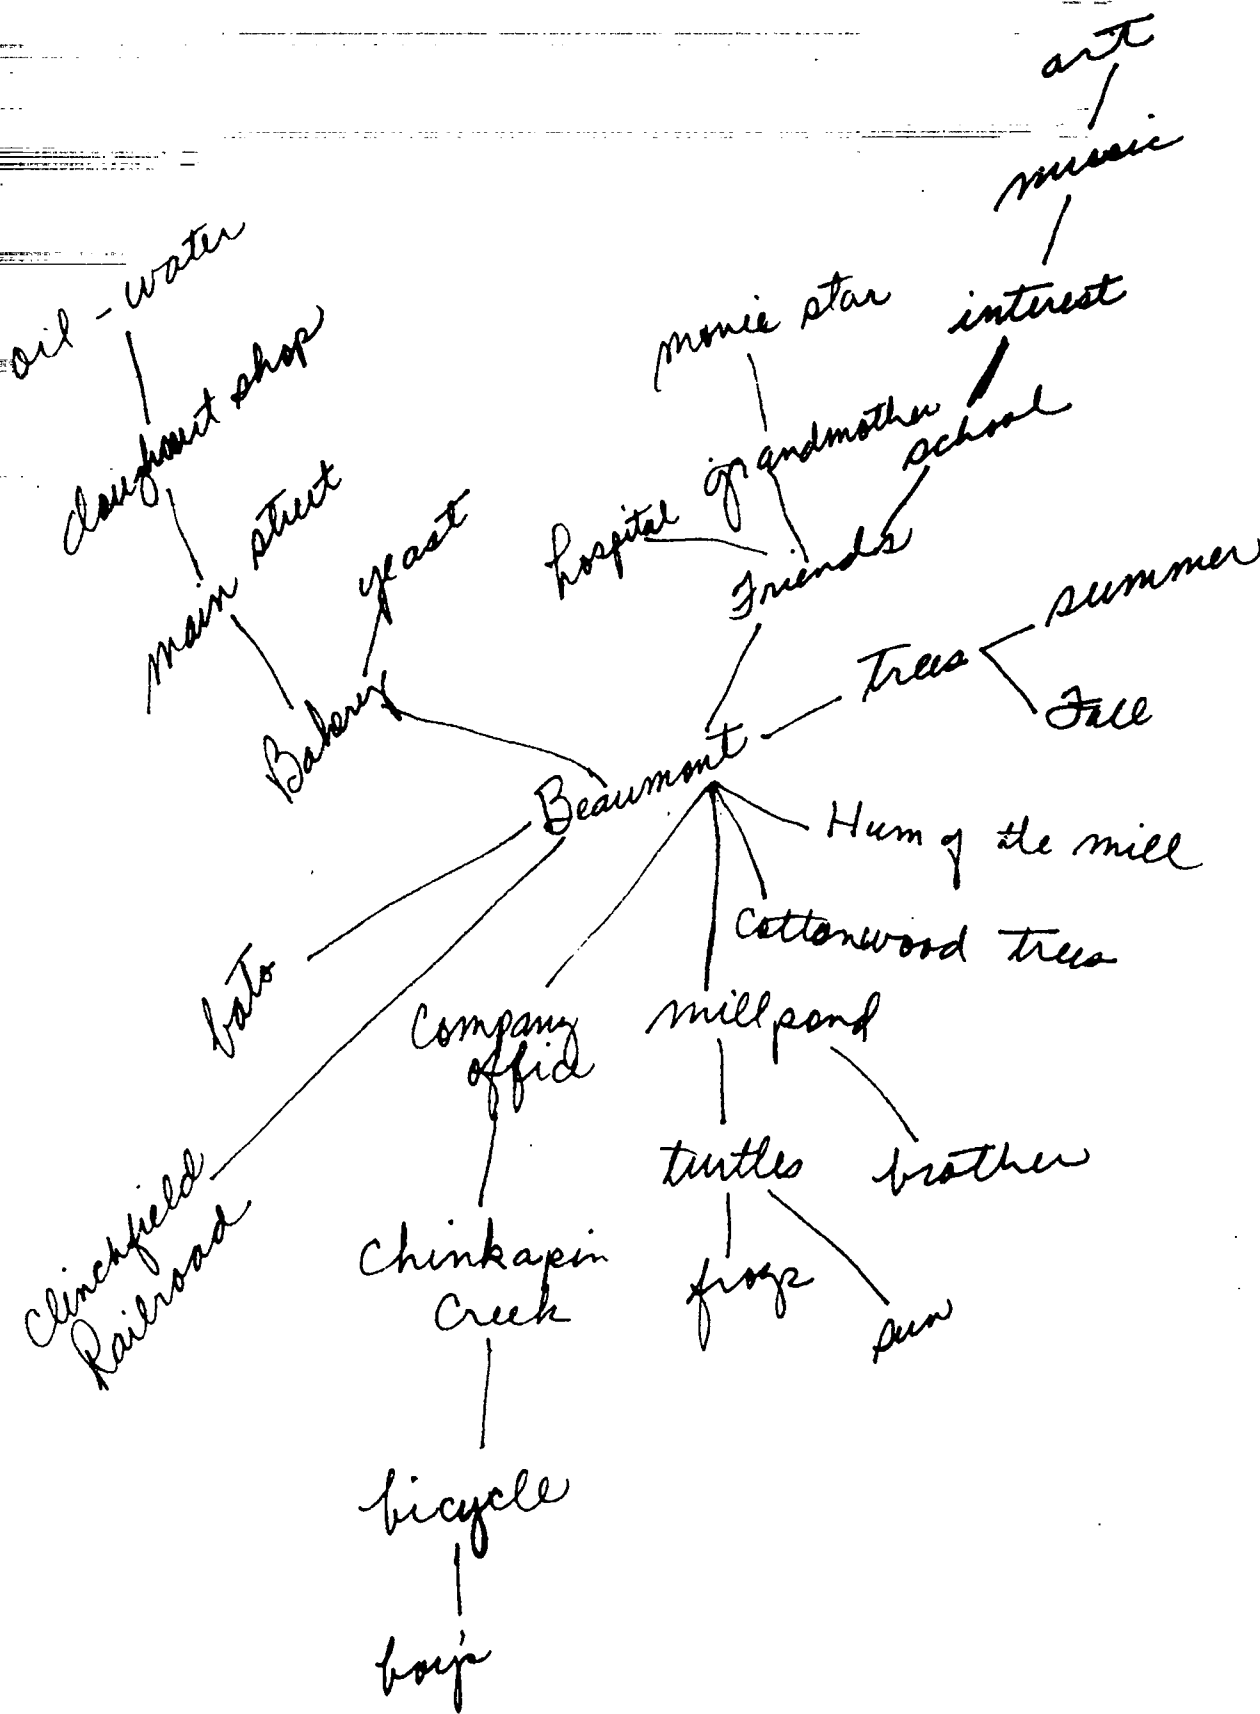 art
music
oil - water
interest
movie star
doughnut shop
grandmother
school
main street
yeast
hospital
Friends
summer
Trees
Fall
Bakery
Beaumont
Hum of the mill
Cottonwood trees
bats
Company
office
mill pond
turtles
brother
Clinchfield
Railroad
Chinkapin
Creek
frogs
sun
bicycle
boys